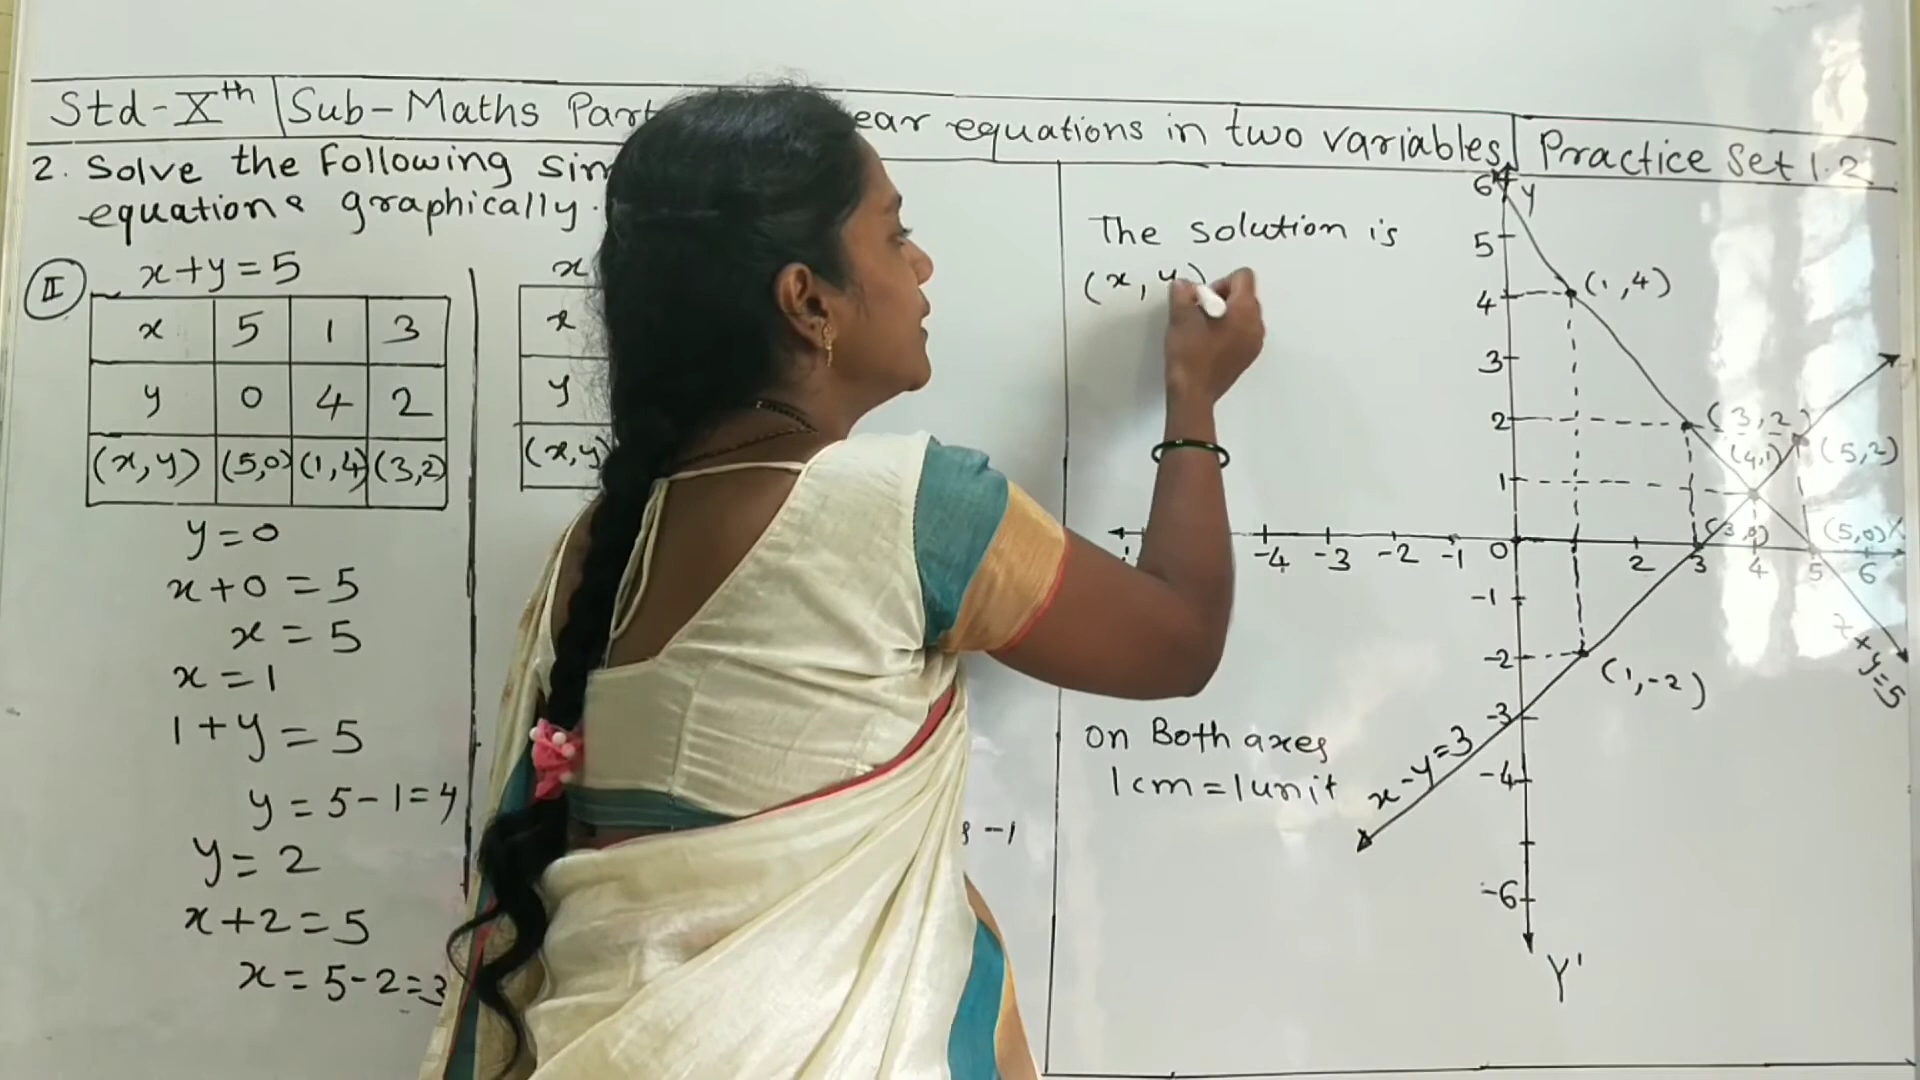 Std-Xth Sub-Maths Part ear equations in two variables Practice Set 1.2
2. Solve the Following sim
equations graphically.
II x+y=5
x 5 1 3
y 0 4 2
(x,y) (5,0) (1,4) (3,2)
y=0
x+0=5
x=5
x=1
1+y=5
y=5-1=4
y=2
x+2=5
x=5-2=3
x
x
y
(x,y)
-1
The solution is
(x, y)
on Both axes
1cm=1unit
6 y
5
4 (1,4)
3
2 (3,2)
(4,1) (5,2)
1
(3,0) (5,0) X
-4 -3 -2 -1 0 2 3 4 5 6
-1
-2 (1,-2)
x+y=5
-3
x-y=3
-4
-6
Y'